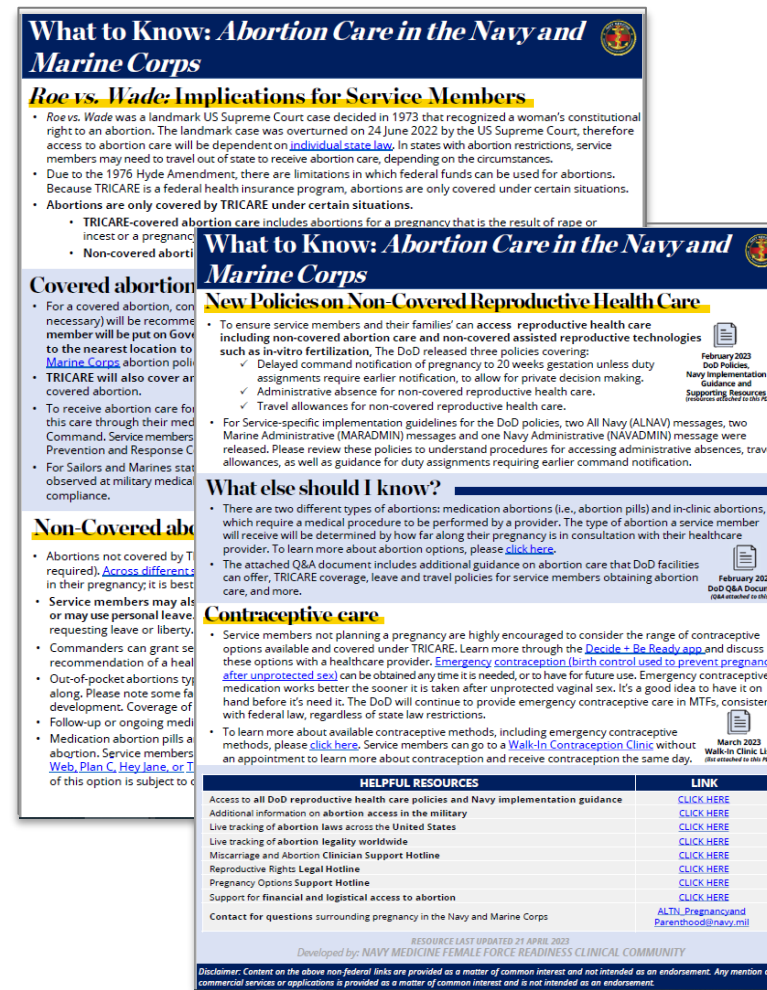 What to Know: Abortion Care in the Navy and
Marine Corps
Roe vs. Wade: Implications for Service Members
• Roe vs. Wade was a landmark US Supreme Court case decided in 1973 that recognized a woman's constitutional
right to an abortion. The landmark case was overturned on 24 June 2022 by the US Supreme Court, therefore
access to abortion care will be dependent on individual state law. In states with abortion restrictions, service
members may need to travel out of state to receive abortion care, depending on the circumstances.
• Due to the 1976 Hyde Amendment, there are limitations in which federal funds can be used for abortions.
Because TRICARE is a federal health insurance program, abortions are only covered under certain situations.
• Abortions are only covered by TRICARE under certain situations.
• TRICARE-covered abortion care includes abortions for a pregnancy that is the result of rape or
incest or a pregnancy
• Non-covered aborti
Covered abortion
• For a covered abortion, con
necessary) will be recomme
member will be put on Gove
to the nearest location to
Marine Corps abortion poli
• TRICARE will also cover an
covered abortion.
• To receive abortion care for
this care through their med
Command. Service members
Prevention and Response C
• For Sailors and Marines stat
observed at military medical
compliance.
Non-Covered abo
• Abortions not covered by T
required). Across different s
in their pregnancy; it is best
• Service members may als
or may use personal leave.
requesting leave or liberty.
• Commanders can grant se
recommendation of a heal
• Out-of-pocket abortions typ
along. Please note some fa
development. Coverage of
• Follow-up or ongoing medi
• Medication abortion pills a
abortion. Service members
Web, Plan C, Hey Jane, or T
of this option is subject to c
What to Know: Abortion Care in the Navy and
Marine Corps
New Policies on Non-Covered Reproductive Health Care
• To ensure service members and their families' can access reproductive health care
including non-covered abortion care and non-covered assisted reproductive technologies
such as in-vitro fertilization, The DoD released three policies covering:
✓ Delayed command notification of pregnancy to 20 weeks gestation unless duty
assignments require earlier notification, to allow for private decision making.
✓ Administrative absence for non-covered reproductive health care.
✓ Travel allowances for non-covered reproductive health care.
February 2023
DoD Policies,
Navy Implementation
Guidance and
Supporting Resources
(resources attached to this PD
• For Service-specific implementation guidelines for the DoD policies, two All Navy (ALNAV) messages, two
Marine Administrative (MARADMIN) messages and one Navy Administrative (NAVADMIN) message were
released. Please review these policies to understand procedures for accessing administrative absences, trav
allowances, as well as guidance for duty assignments requiring earlier command notification.
What else should I know?
• There are two different types of abortions: medication abortions (i.e., abortion pills) and in-clinic abortions,
which require a medical procedure to be performed by a provider. The type of abortion a service member
will receive will be determined by how far along their pregnancy is in consultation with their healthcare
provider. To learn more about abortion options, please click here.
• The attached Q&A document includes additional guidance on abortion care that DoD facilities
can offer, TRICARE coverage, leave and travel policies for service members obtaining abortion
care, and more.
February 202
DoD Q&A Docum
(Q&A attached to this
Contraceptive care
• Service members not planning a pregnancy are highly encouraged to consider the range of contraceptive
options available and covered under TRICARE. Learn more through the Decide + Be Ready app and discuss
these options with a healthcare provider. Emergency contraception (birth control used to prevent pregnanc
after unprotected sex) can be obtained any time it is needed, or to have for future use. Emergency contraceptive
medication works better the sooner it is taken after unprotected vaginal sex. It's a good idea to have it on
hand before it's need it. The DoD will continue to provide emergency contraceptive care in MTFs, consisten
with federal law, regardless of state law restrictions.
• To learn more about available contraceptive methods, including emergency contraceptive
methods, please click here. Service members can go to a Walk-In Contraception Clinic without
an appointment to learn more about contraception and receive contraception the same day.
March 2023
Walk-In Clinic Lis
(list attached to this PD
HELPFUL RESOURCES LINK
Access to all DoD reproductive health care policies and Navy implementation guidance CLICK HERE
Additional information on abortion access in the military CLICK HERE
Live tracking of abortion laws across the United States CLICK HERE
Live tracking of abortion legality worldwide CLICK HERE
Miscarriage and Abortion Clinician Support Hotline CLICK HERE
Reproductive Rights Legal Hotline CLICK HERE
Pregnancy Options Support Hotline CLICK HERE
Support for financial and logistical access to abortion CLICK HERE
Contact for questions surrounding pregnancy in the Navy and Marine Corps ALTN_Pregnancyand
Parenthood@navy.mil
RESOURCE LAST UPDATED 21 APRIL 2023
Developed by: NAVY MEDICINE FEMALE FORCE READINESS CLINICAL COMMUNITY
Disclaimer: Content on the above non-federal links are provided as a matter of common interest and not intended as an endorsement. Any mention o
commercial services or applications is provided as a matter of common interest and is not intended as an endorsement.